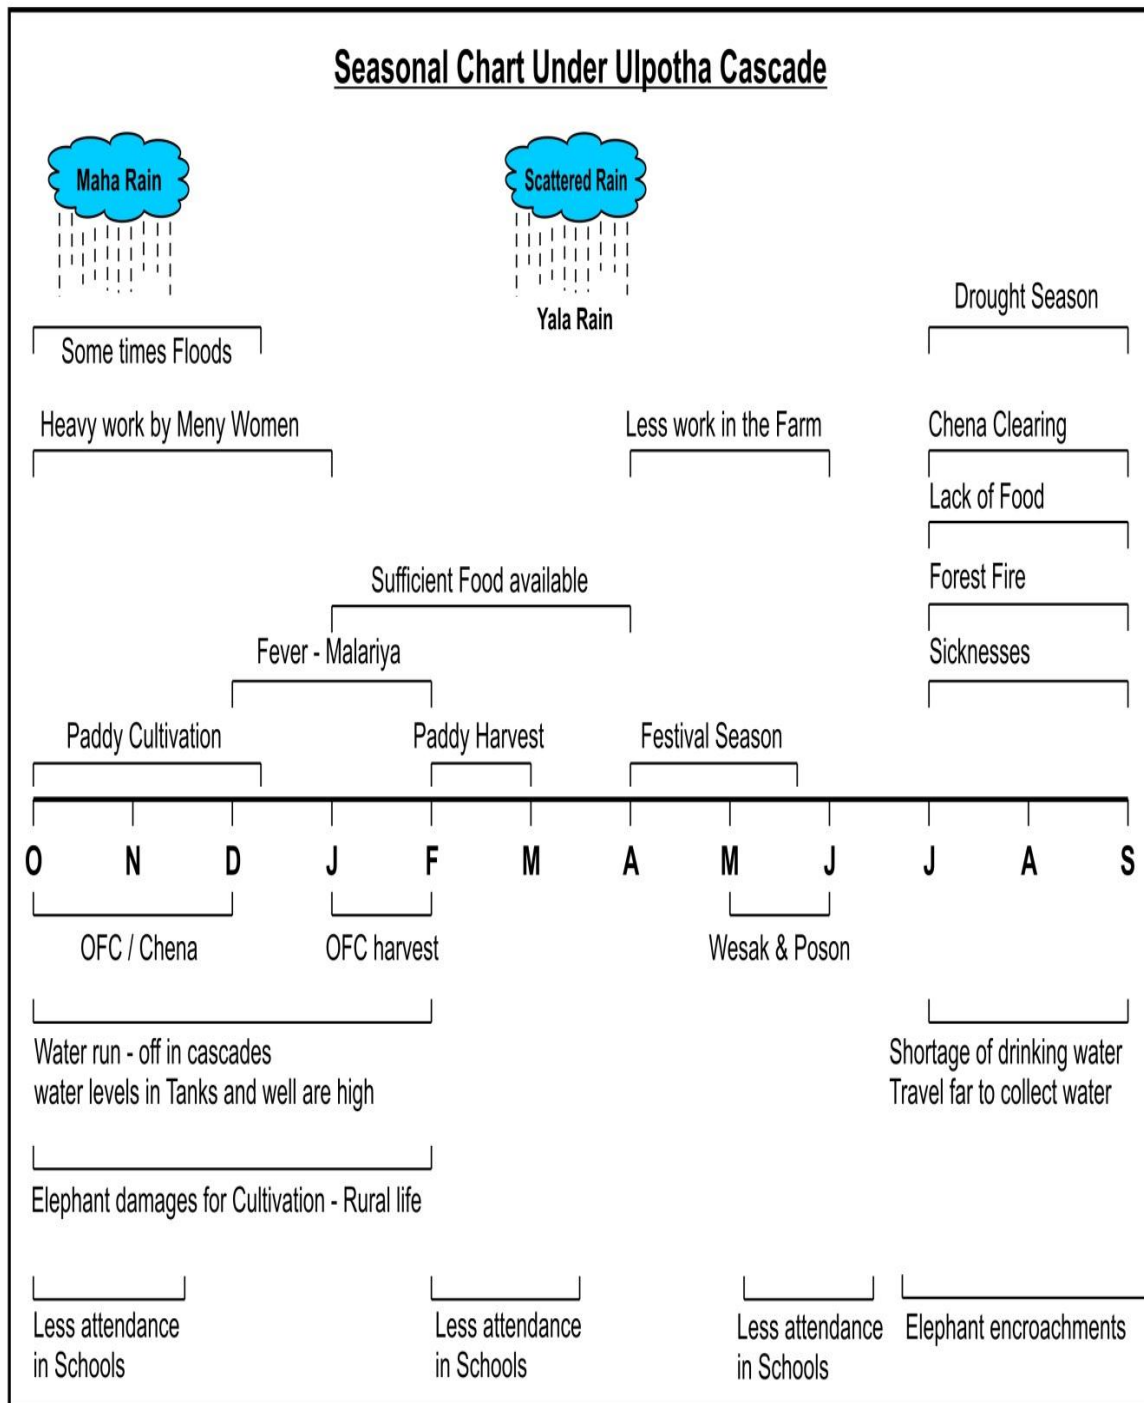 Seasonal Chart Under Ulpotha Cascade
Maha Rain
Scattered Rain
Yala Rain
Drought Season
Some times Floods
Heavy work by Meny Women
Less work in the Farm
Chena Clearing
Lack of Food
Sufficient Food available
Forest Fire
Fever - Malariya
Sicknesses
Paddy Cultivation
Paddy Harvest
Festival Season
O N D J F M A M J J A S
OFC / Chena
OFC harvest
Wesak & Poson
Water run - off in cascades
water levels in Tanks and well are high
Shortage of drinking water
Travel far to collect water
Elephant damages for Cultivation - Rural life
Less attendance
in Schools
Less attendance
in Schools
Less attendance
in Schools
Elephant encroachments